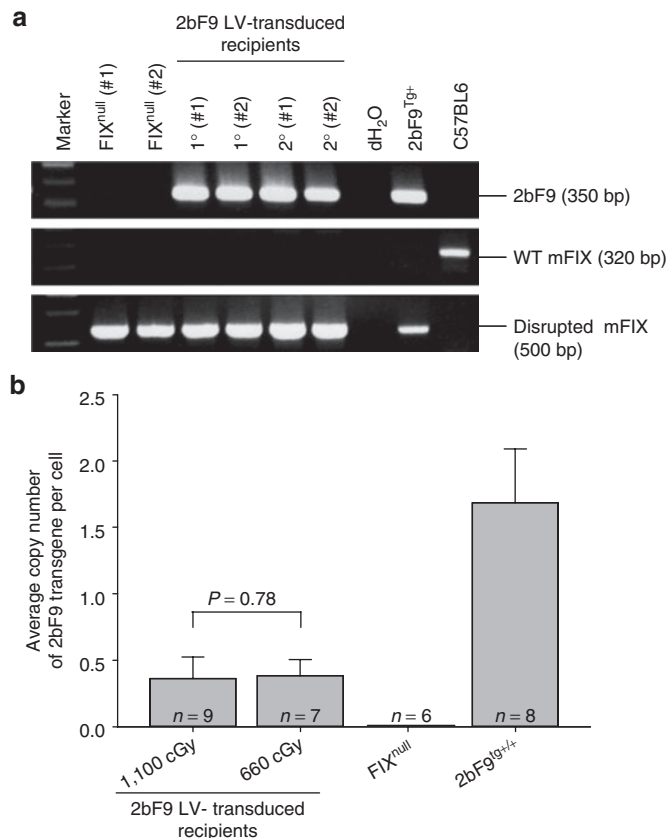 a
2bF9 LV-transduced
recipients
Marker
FIXnull (#1)
FIXnull (#2)
1° (#1)
1° (#2)
2° (#1)
2° (#2)
dH2O
2bF9Tg+
C57BL6
2bF9 (350 bp)
WT mFIX (320 bp)
Disrupted mFIX
(500 bp)
b
Average copy number
of 2bF9 transgene per cell
2.5
2.0
1.5
1.0
0.5
0.0
P = 0.78
n = 9
n = 7
n = 6
n = 8
1,100 cGy
660 cGy
FIXnull
2bF9tg+/+
2bF9 LV- transduced
recipients